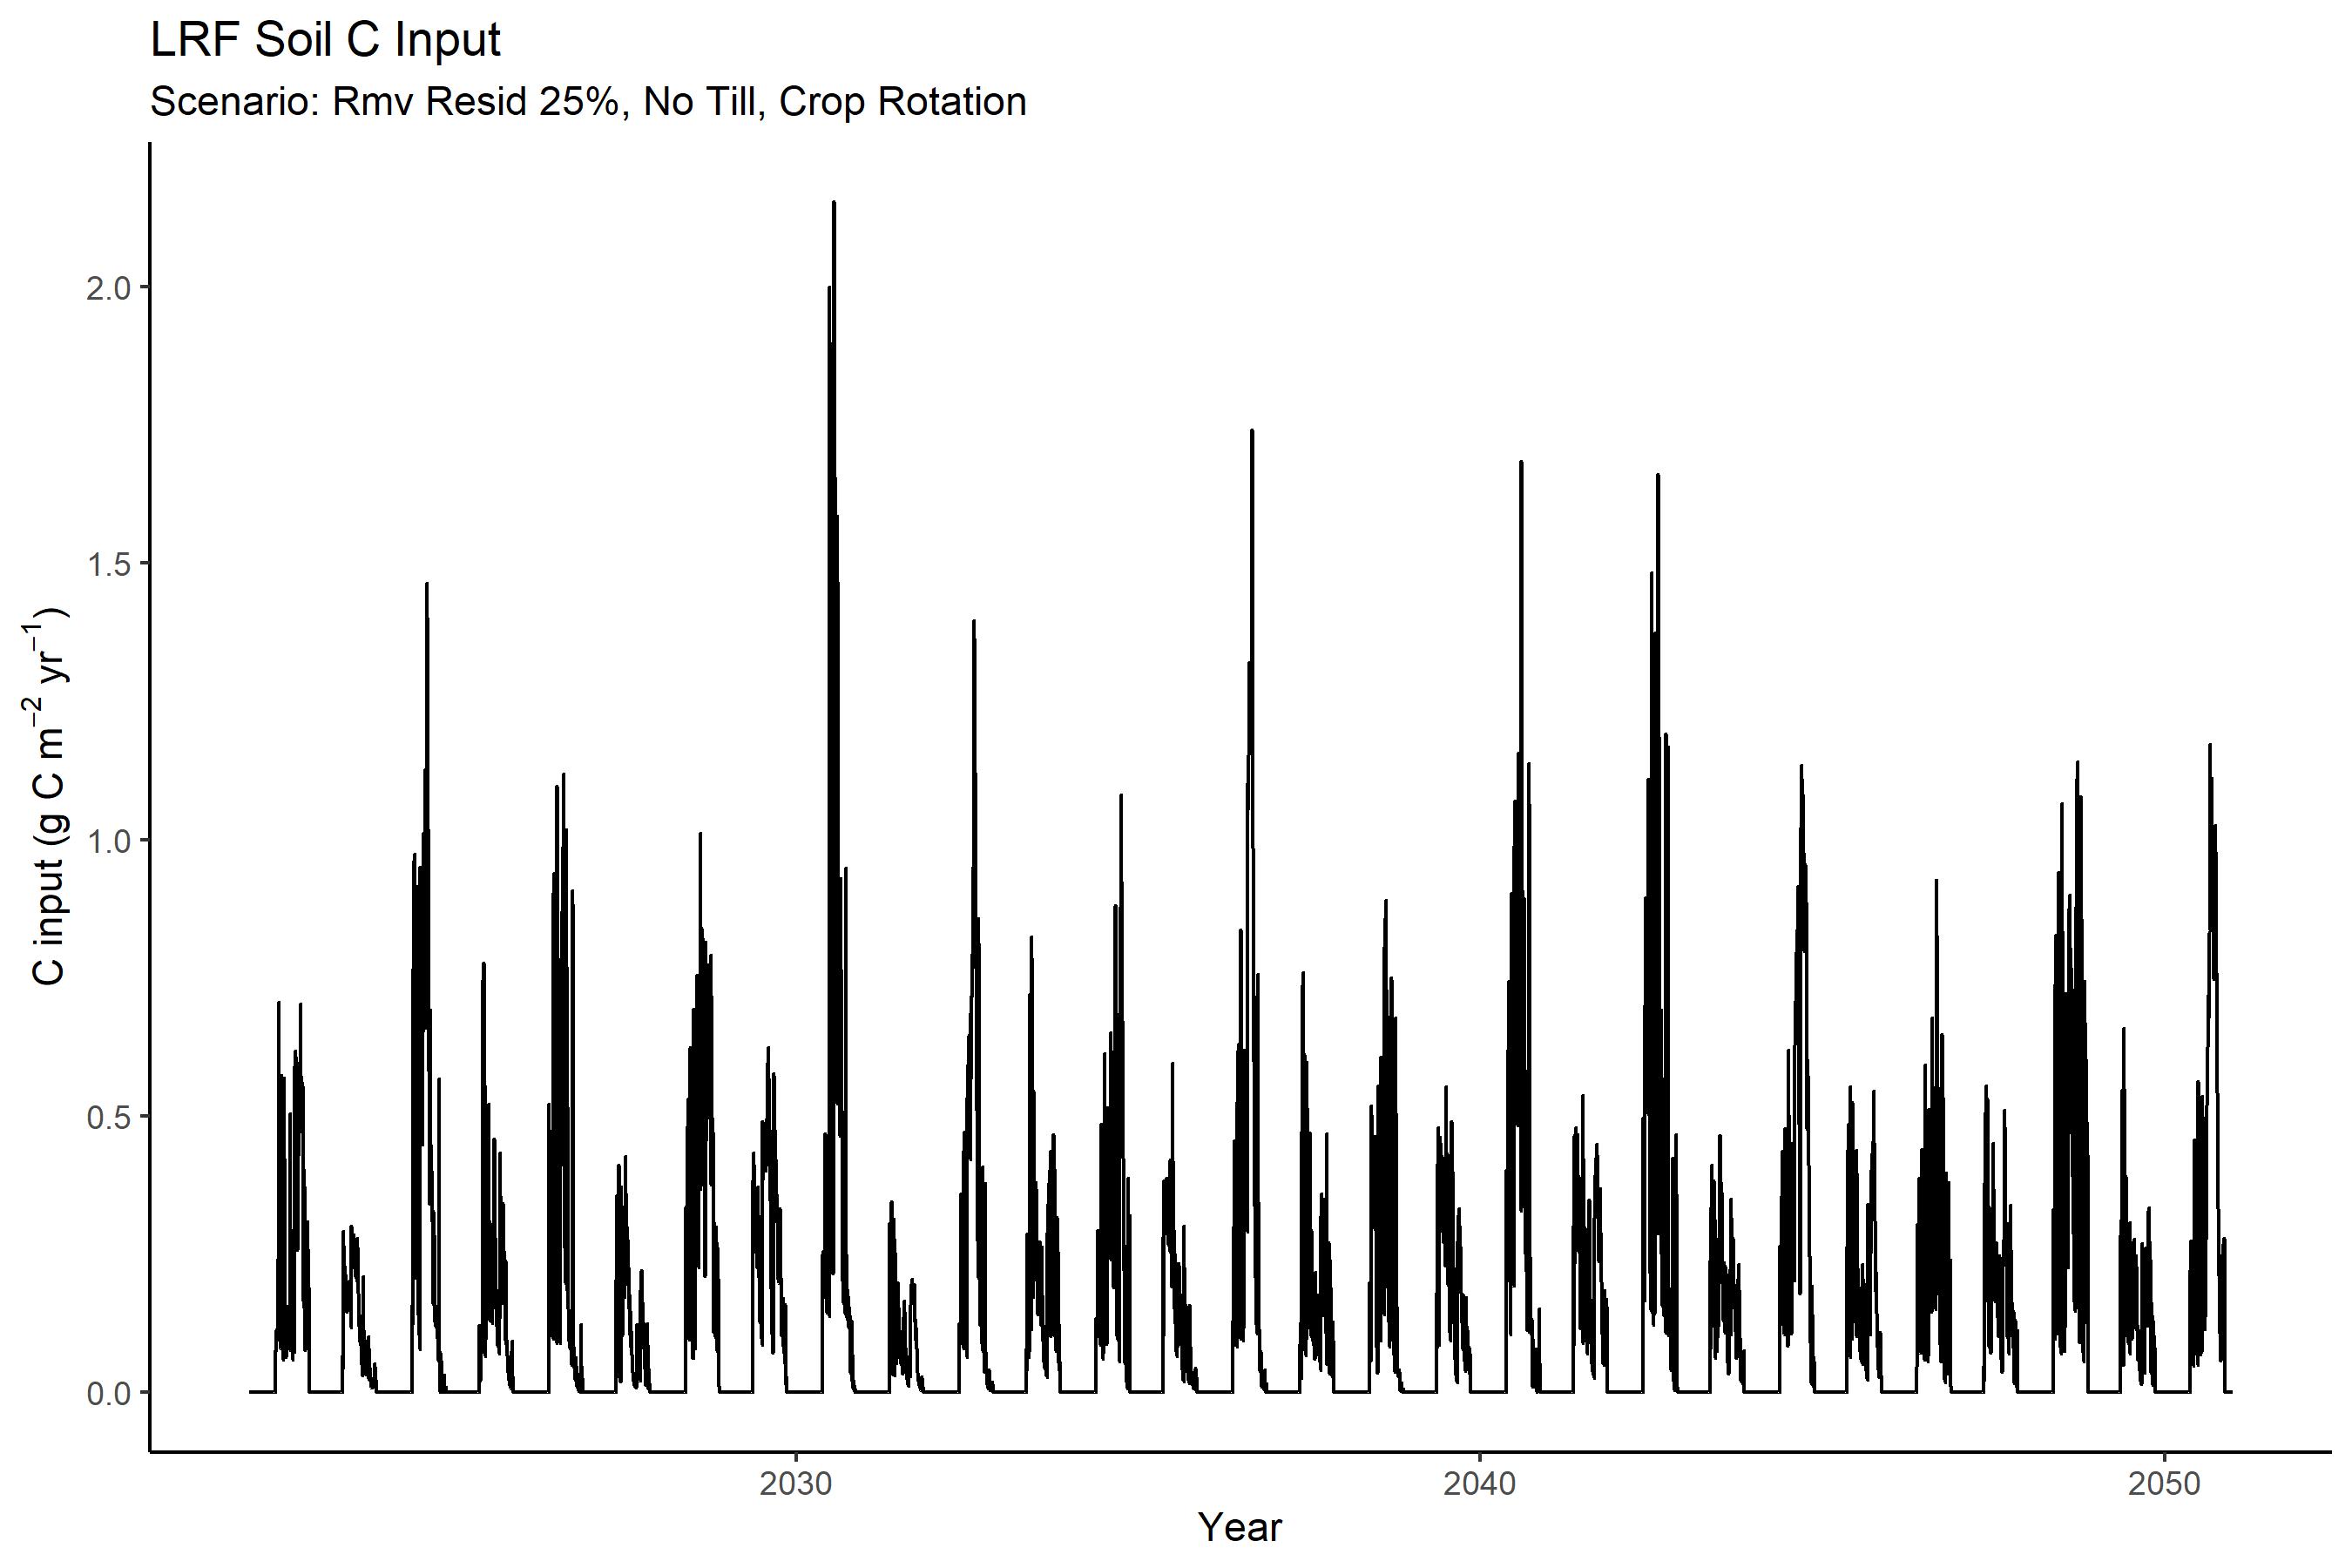 LRF Soil C Input
Scenario: Rmv Resid 25%, No Till, Crop Rotation
C input (g C m⁻² yr⁻¹)
2.0
1.5
1.0
0.5
0.0
2030 2040 2050
Year